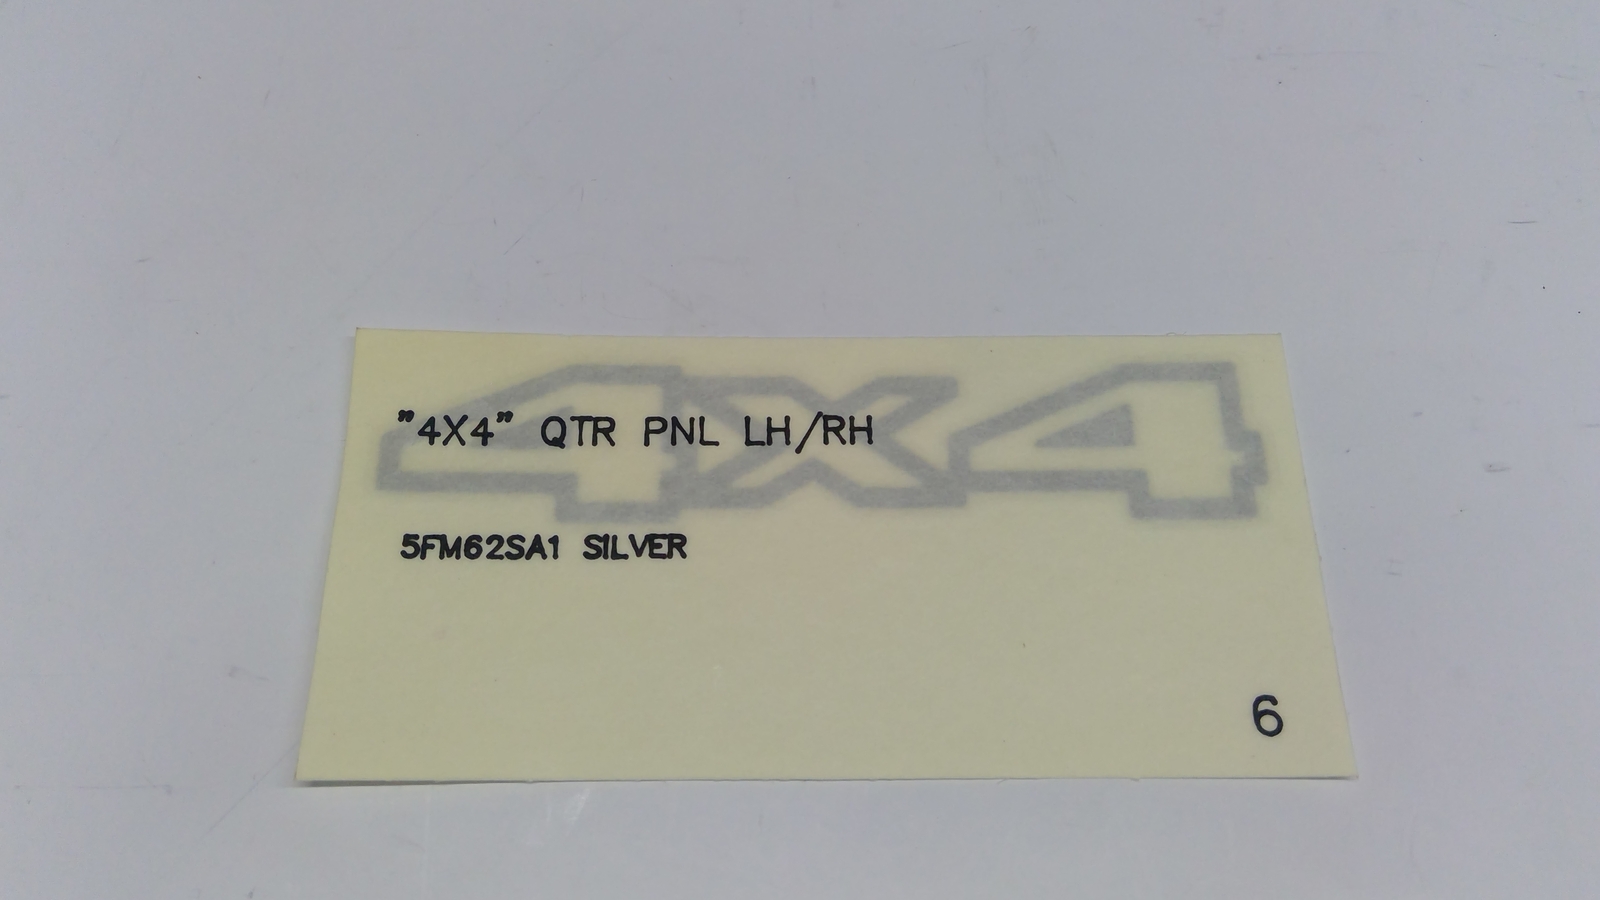 4X4
"4X4" QTR PNL LH/RH
5FM62SA1 SILVER
6